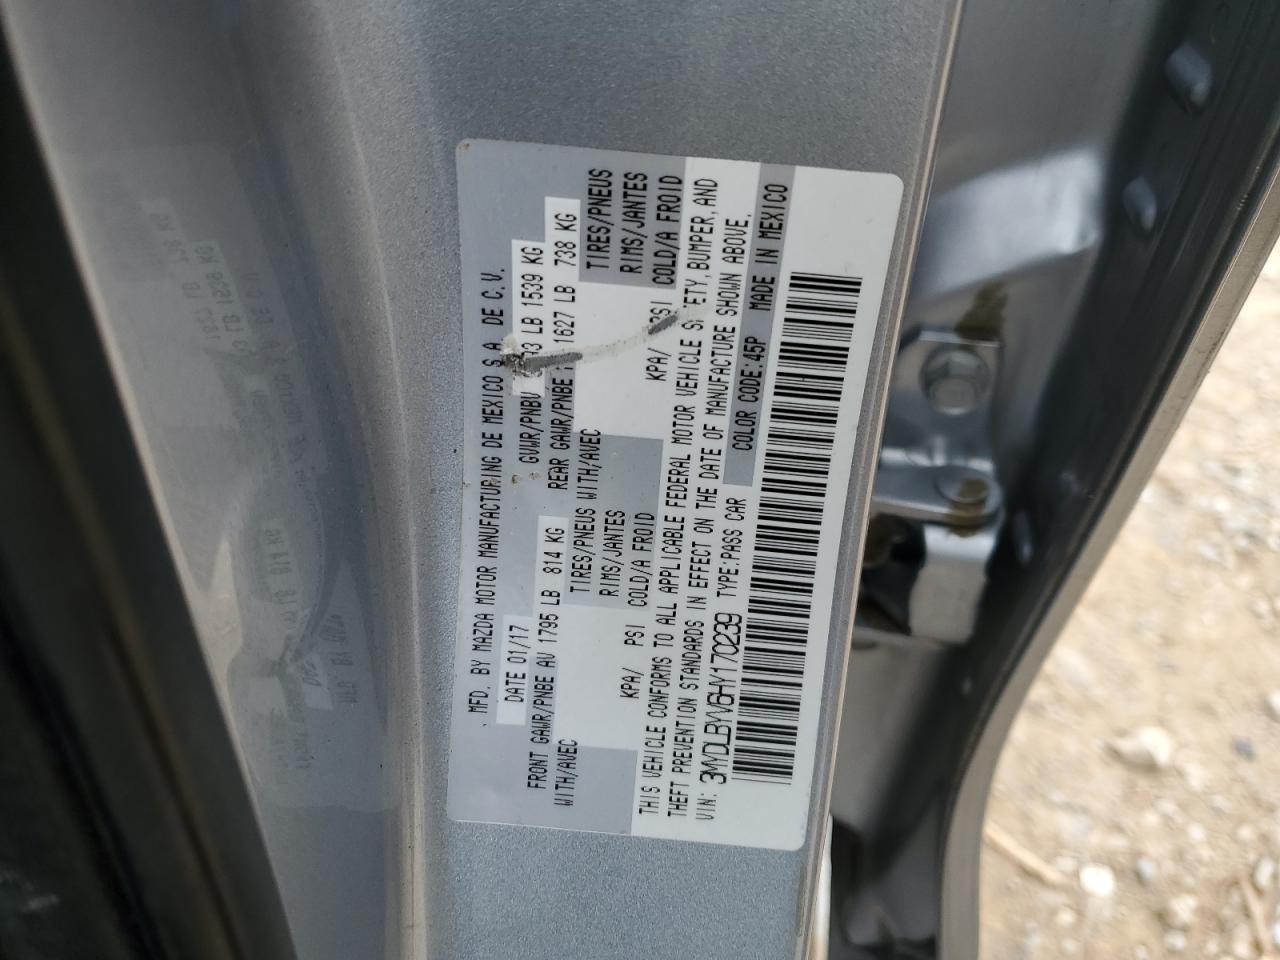 MFD. BY MAZDA MOTOR MANUFACTURING DE MEXICO S.A. DE C.V.
DATE 01/17 GVWR/PNBV LB 1539 KG
FRONT GAWR/PNBE AV 1795 LB 814 KG REAR GAWR/PNBE 1627 LB 738 KG
WITH/AVEC TIRES/PNEUS WITH/AVEC TIRES/PNEUS
RIMS/JANTES RIMS/JANTES
KPA/ PSI COLD/A FROID KPA/ PSI COLD/A FROID
THIS VEHICLE CONFORMS TO ALL APPLICABLE FEDERAL MOTOR VEHICLE SAFETY, BUMPER, AND
THEFT PREVENTION STANDARDS IN EFFECT ON THE DATE OF MANUFACTURE SHOWN ABOVE.
VIN: 3MYDLBYV6HY170239 TYPE:PASS CAR COLOR CODE:45P MADE IN MEXICO